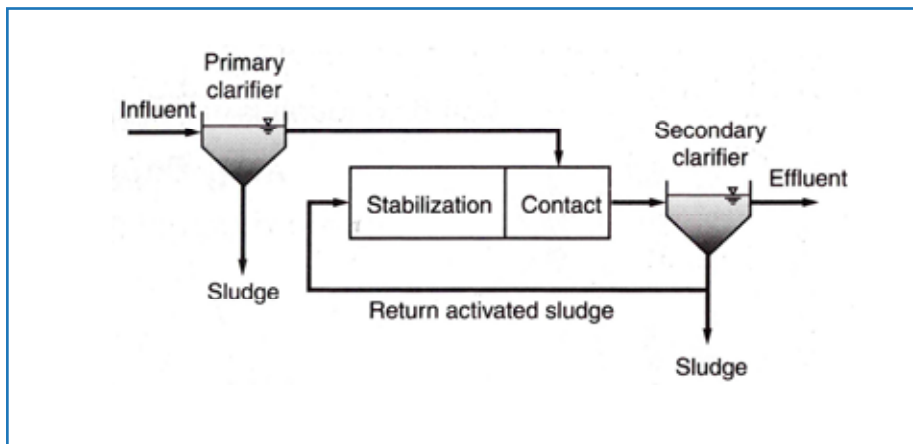 Primary
clarifier
Influent
Secondary
clarifier
Effluent
Stabilization
Contact
Sludge
Return activated sludge
Sludge